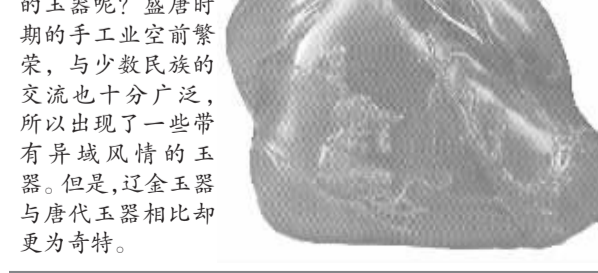 的玉器呢？盛唐时
期的手工业空前繁
荣，与少数民族的
交流也十分广泛，
所以出现了一些带
有异域风情的玉
器。但是，辽金玉器
与唐代玉器相比却
更为奇特。